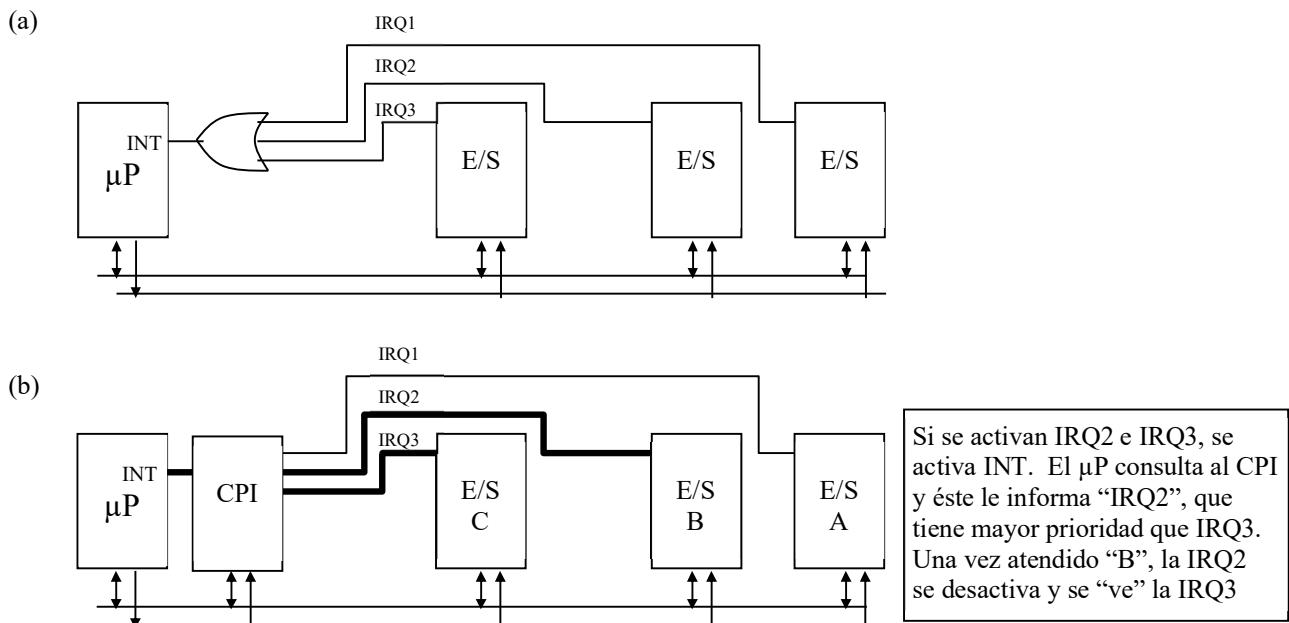 (a)
IRQ1
IRQ2
IRQ3
INT
µP
E/S
E/S
E/S
(b)
IRQ1
IRQ2
IRQ3
INT
µP
CPI
E/S
C
E/S
B
E/S
A
Si se activan IRQ2 e IRQ3, se
activa INT. El µP consulta al CPI
y éste le informa “IRQ2”, que
tiene mayor prioridad que IRQ3.
Una vez atendido “B”, la IRQ2
se desactiva y se “ve” la IRQ3